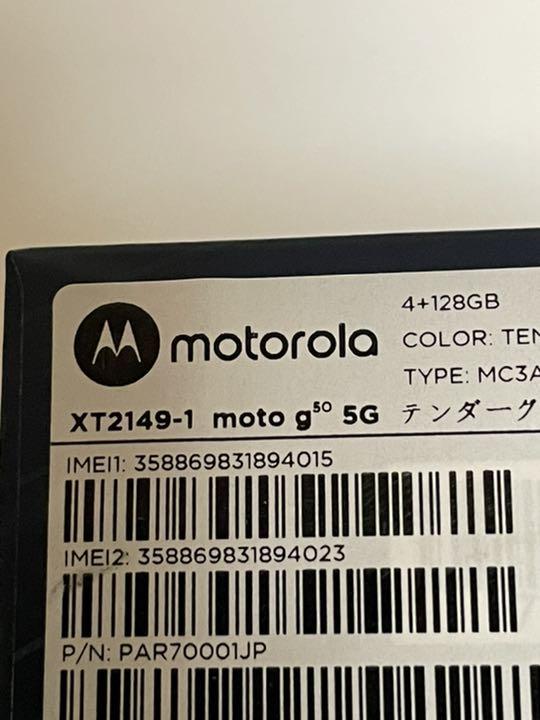 motorola
4+128GB
COLOR: TEN
TYPE: MC3A
XT2149-1 moto g50 5G テンダーグ
IMEI1: 358869831894015
IMEI2: 358869831894023
P/N: PAR70001JP